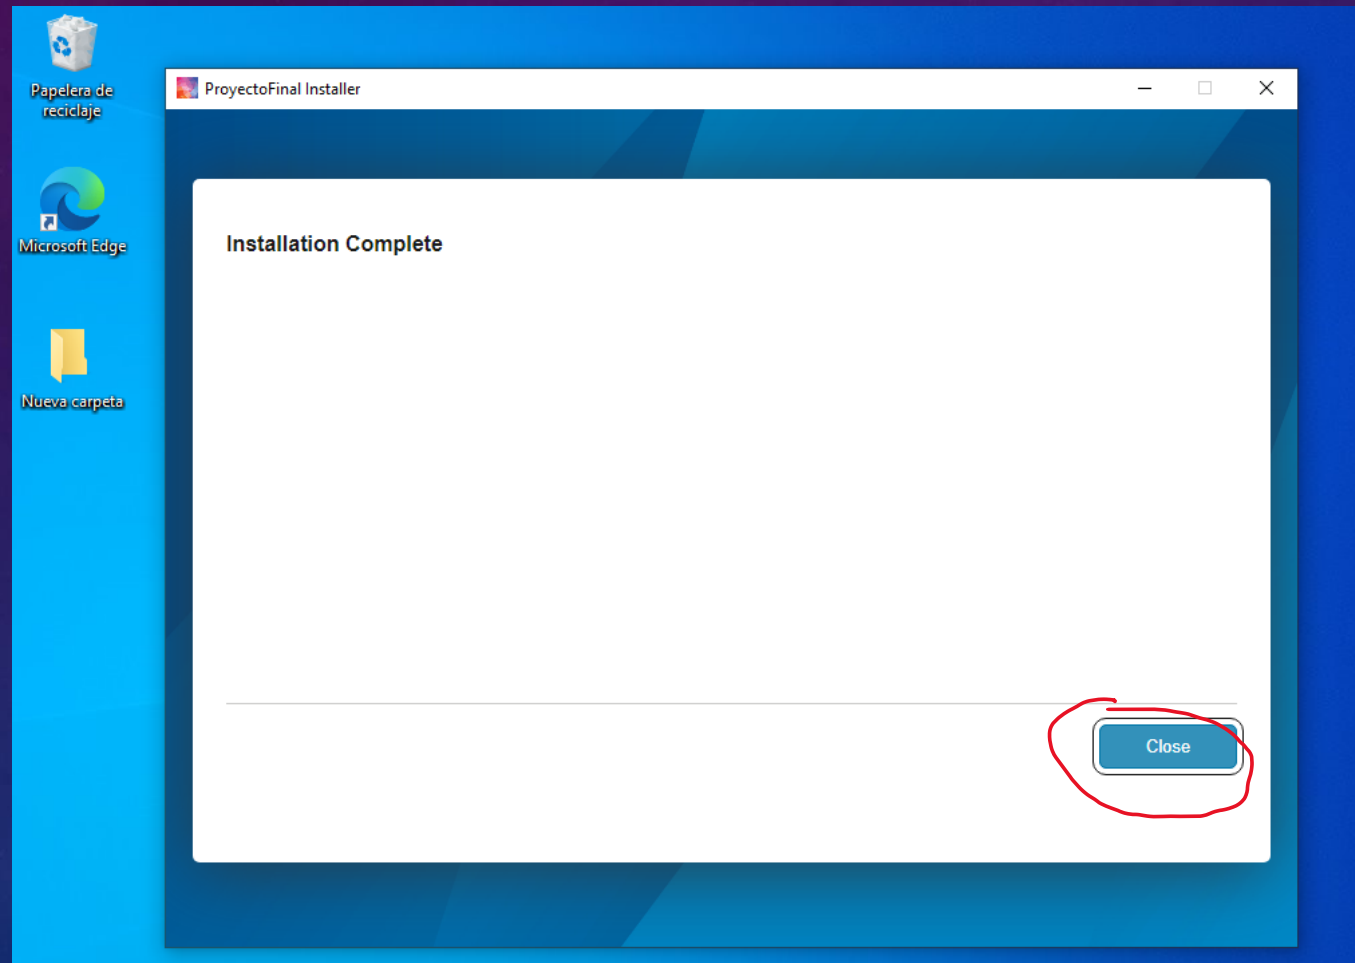 Papelera de
reciclaje
Microsoft Edge
Nueva carpeta
ProyectoFinal Installer
Installation Complete
Close